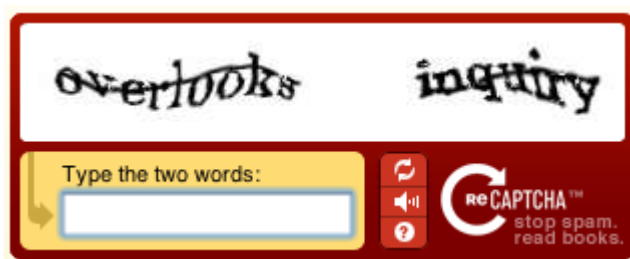 overlooks inquiry
Type the two words:
ReCAPTCHA™
stop spam.
read books.